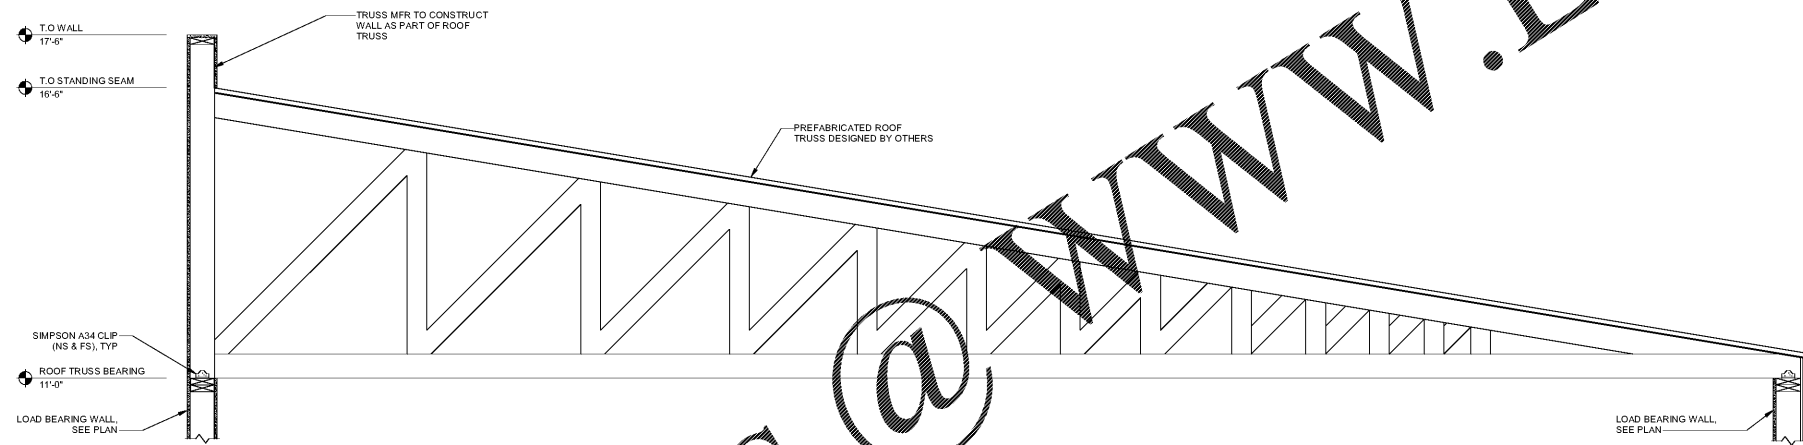 TRUSS MFR TO CONSTRUCT
WALL AS PART OF ROOF
TRUSS
T.O WALL
17'-6"
T.O STANDING SEAM
16'-6"
PREFABRICATED ROOF
TRUSS DESIGNED BY OTHERS
SIMPSON A34 CLIP
(NS & FS), TYP
ROOF TRUSS BEARING
11'-0"
LOAD BEARING WALL,
SEE PLAN
LOAD BEARING WALL,
SEE PLAN
@ www.